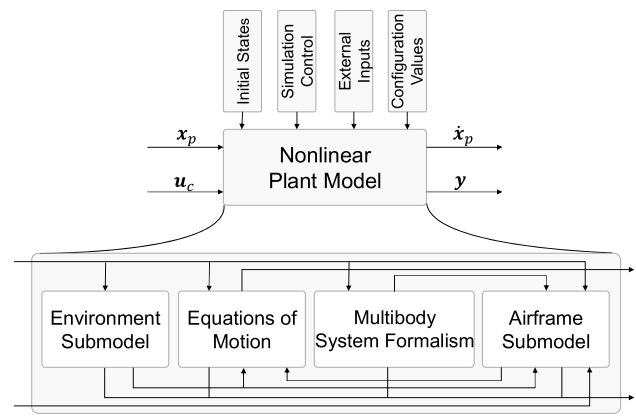 Initial States
Simulation
Control
External
Inputs
Configuration
Values
x_p
ẋ_p
Nonlinear
Plant Model
u_c
y
Environment
Submodel
Equations of
Motion
Multibody
System Formalism
Airframe
Submodel